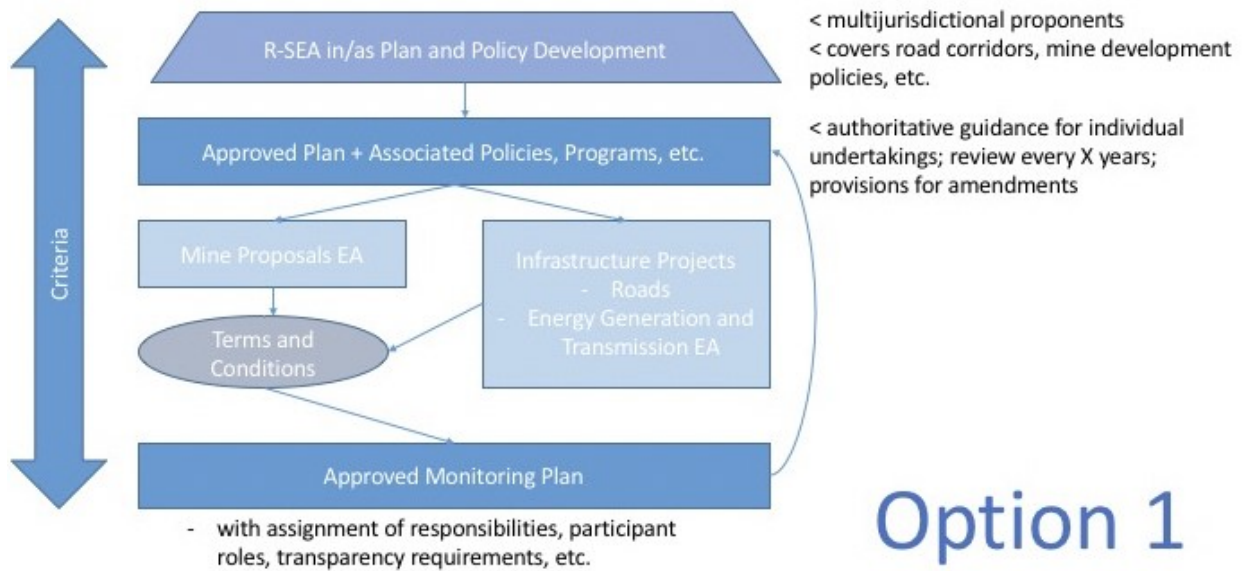 R-SEA in/as Plan and Policy Development
< multijurisdictional proponents
< covers road corridors, mine development
policies, etc.
Approved Plan + Associated Policies, Programs, etc.
< authoritative guidance for individual
undertakings; review every X years;
provisions for amendments
Criteria
Mine Proposals EA
Infrastructure Projects
- Roads
- Energy Generation and
Transmission EA
Terms and
Conditions
Approved Monitoring Plan
- with assignment of responsibilities, participant
roles, transparency requirements, etc.
Option 1